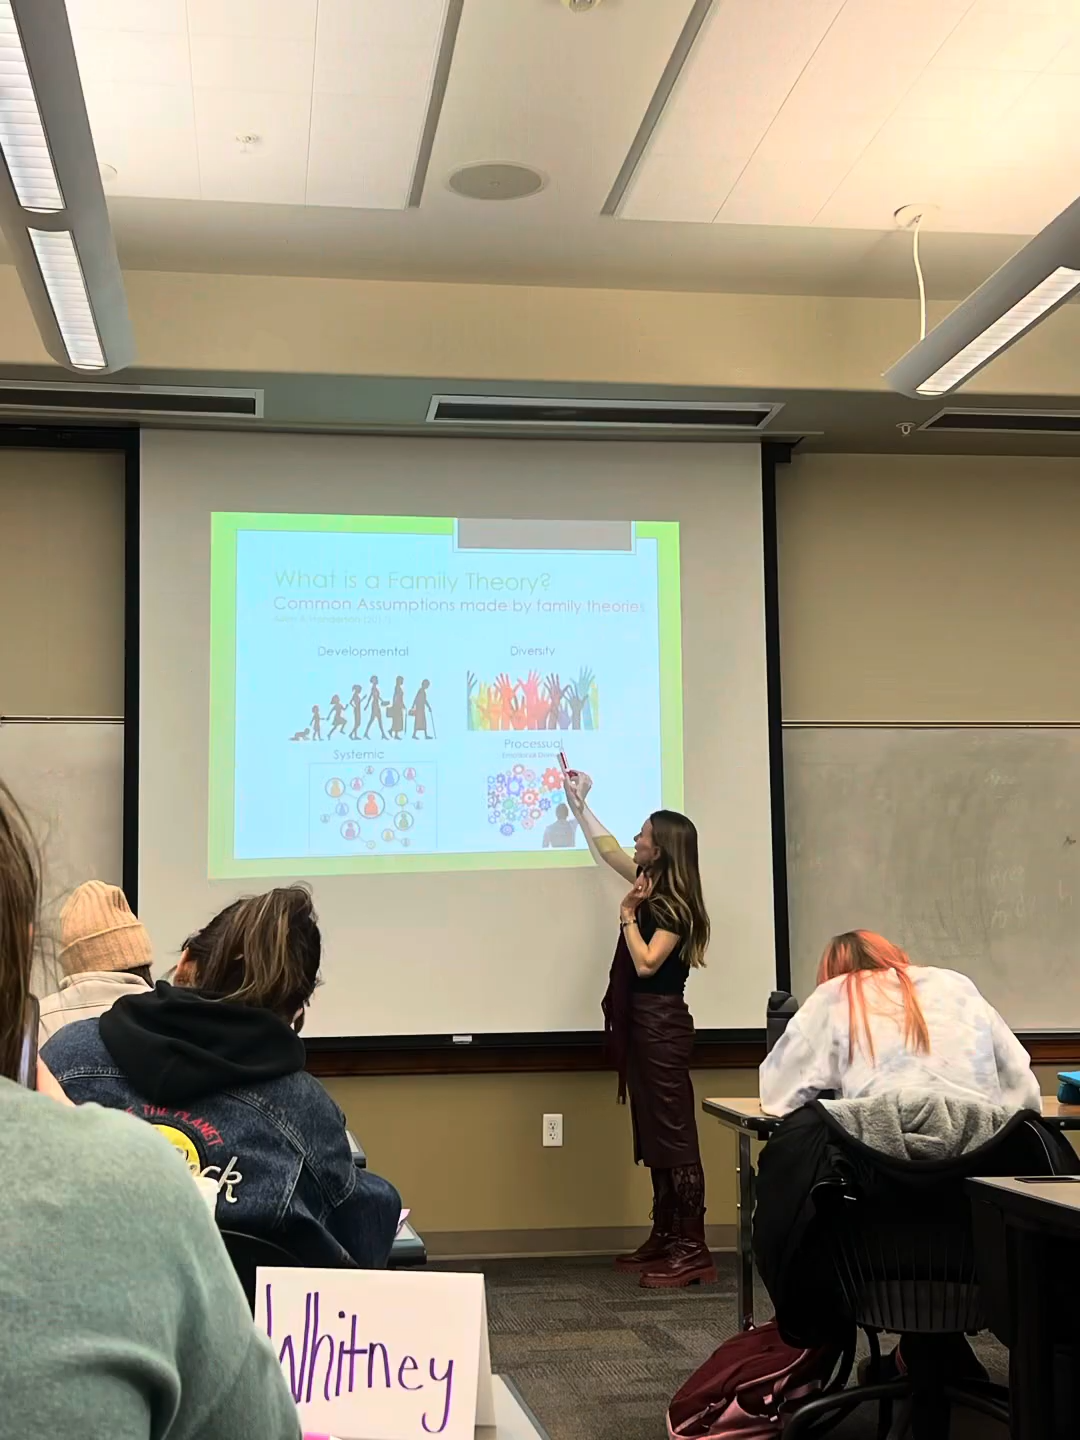 What is a Family Theory?
Common Assumptions made by family theories
Developmental
Diversity
Systemic
Processual
THE PLANET
Whitney